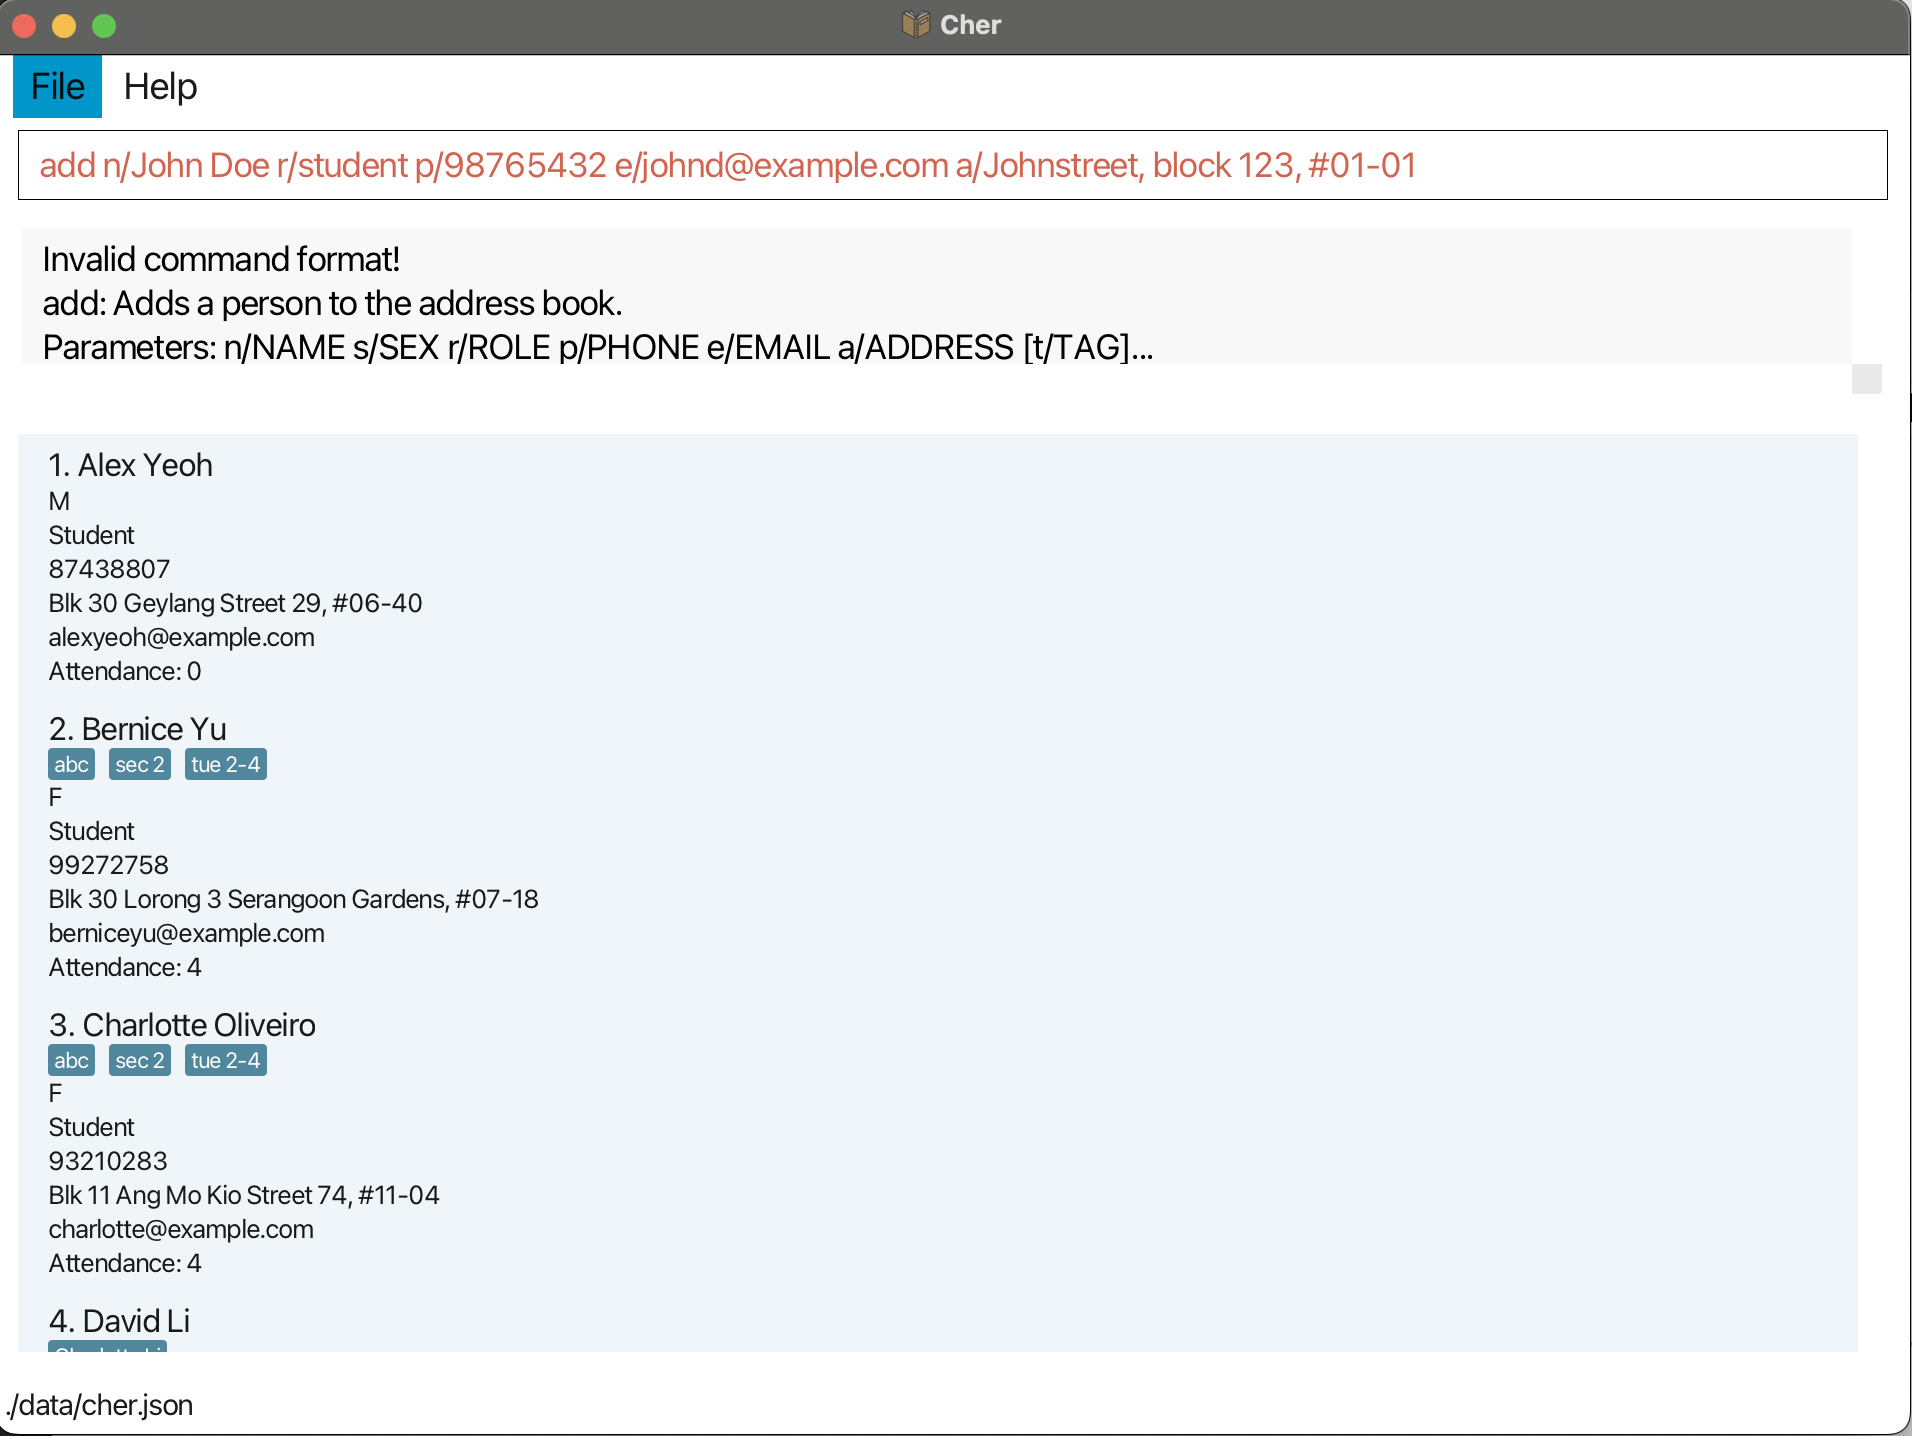 Cher
File Help
add n/John Doe r/student p/98765432 e/johnd@example.com a/Johnstreet, block 123, #01-01
Invalid command format!
add: Adds a person to the address book.
Parameters: n/NAME s/SEX r/ROLE p/PHONE e/EMAIL a/ADDRESS [t/TAG]...
1. Alex Yeoh
M
Student
87438807
Blk 30 Geylang Street 29, #06-40
alexyeoh@example.com
Attendance: 0
2. Bernice Yu
abc sec 2 tue 2-4
F
Student
99272758
Blk 30 Lorong 3 Serangoon Gardens, #07-18
berniceyu@example.com
Attendance: 4
3. Charlotte Oliveiro
abc sec 2 tue 2-4
F
Student
93210283
Blk 11 Ang Mo Kio Street 74, #11-04
charlotte@example.com
Attendance: 4
4. David Li
./data/cher.json